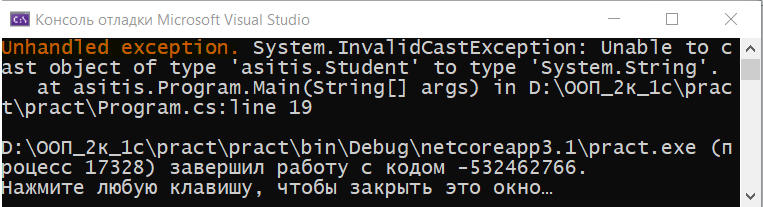 Консоль отладки Microsoft Visual Studio
Unhandled exception. System.InvalidCastException: Unable to c
ast object of type 'asitis.Student' to type 'System.String'.
   at asitis.Program.Main(String[] args) in D:\ООП_2к_1с\prac
t\pract\Program.cs:line 19

D:\ООП_2к_1с\pract\pract\bin\Debug\netcoreapp3.1\pract.exe (п
роцесс 17328) завершил работу с кодом -532462766.
Нажмите любую клавишу, чтобы закрыть это окно…